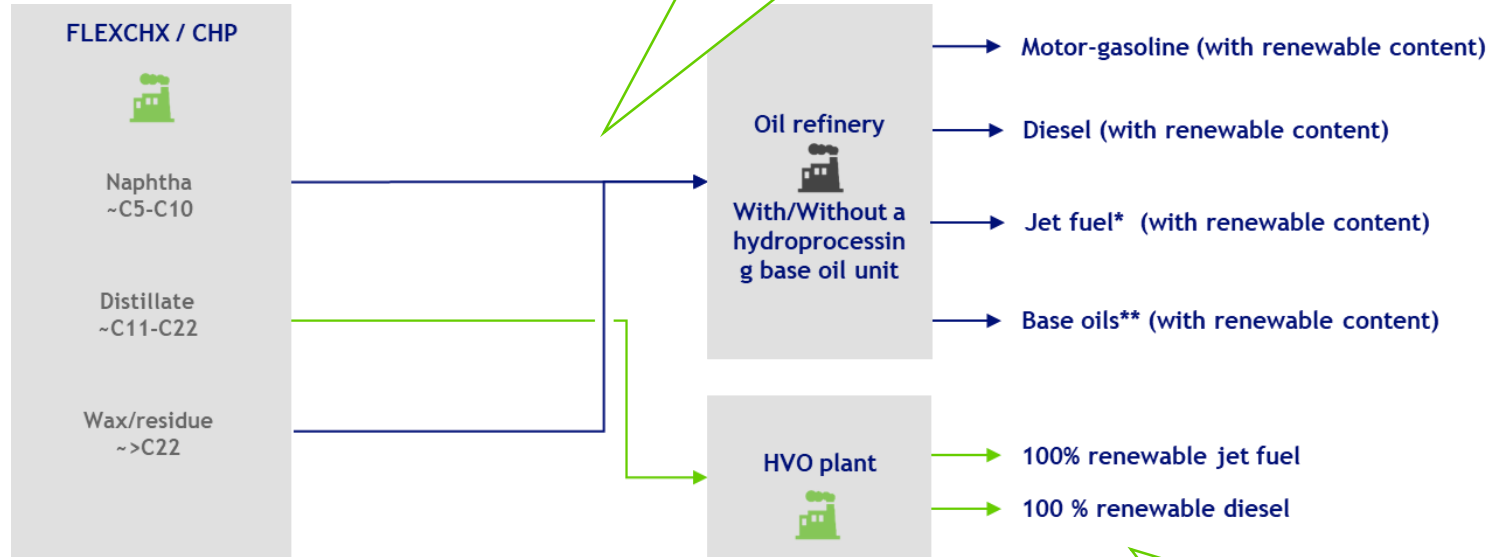 FLEXCHX / CHP
Naphtha
~C5-C10
Distillate
~C11-C22
Wax/residue
~>C22
Oil refinery
With/Without a
hydroprocessin
g base oil unit
HVO plant
Motor-gasoline (with renewable content)
Diesel (with renewable content)
Jet fuel* (with renewable content)
Base oils** (with renewable content)
100% renewable jet fuel
100 % renewable diesel